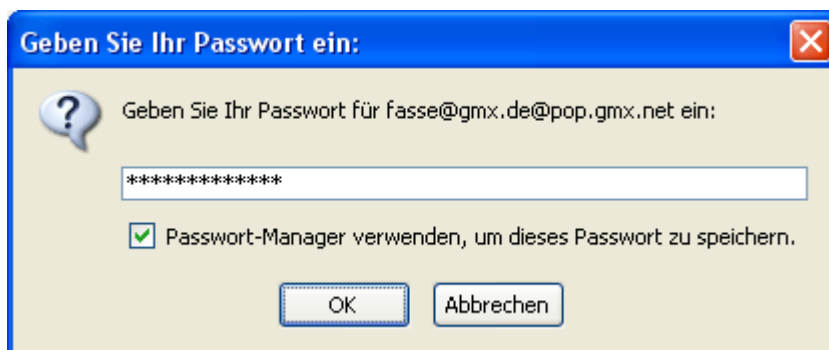 Geben Sie Ihr Passwort ein:
Geben Sie Ihr Passwort für fasse@gmx.de@pop.gmx.net ein:
*************
Passwort-Manager verwenden, um dieses Passwort zu speichern.
OK Abbrechen